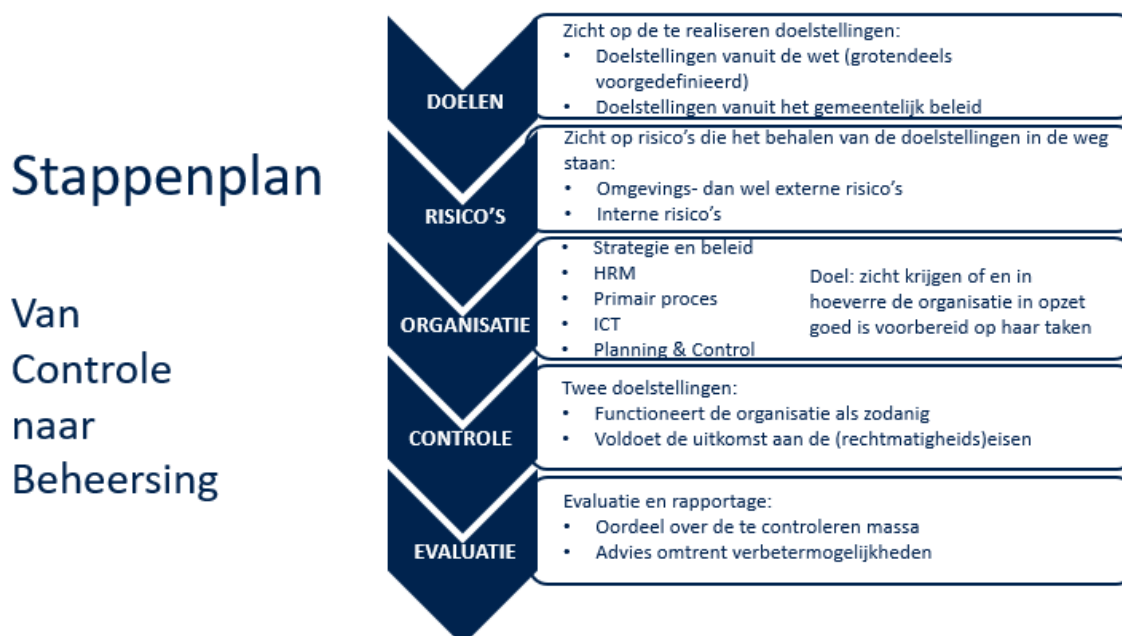 Stappenplan
Van
Controle
naar
Beheersing
DOELEN
Zicht op de te realiseren doelstellingen:
• Doelstellingen vanuit de wet (grotendeels
voorgedefinieerd)
• Doelstellingen vanuit het gemeentelijk beleid
RISICO'S
Zicht op risico's die het behalen van de doelstellingen in de weg
staan:
• Omgevings- dan wel externe risico's
• Interne risico's
ORGANISATIE
• Strategie en beleid
• HRM
• Primair proces
• ICT
• Planning & Control
Doel: zicht krijgen of en in
hoeverre de organisatie in opzet
goed is voorbereid op haar taken
CONTROLE
Twee doelstellingen:
• Functioneert de organisatie als zodanig
• Voldoet de uitkomst aan de (rechtmatigheids)eisen
EVALUATIE
Evaluatie en rapportage:
• Oordeel over de te controleren massa
• Advies omtrent verbetermogelijkheden